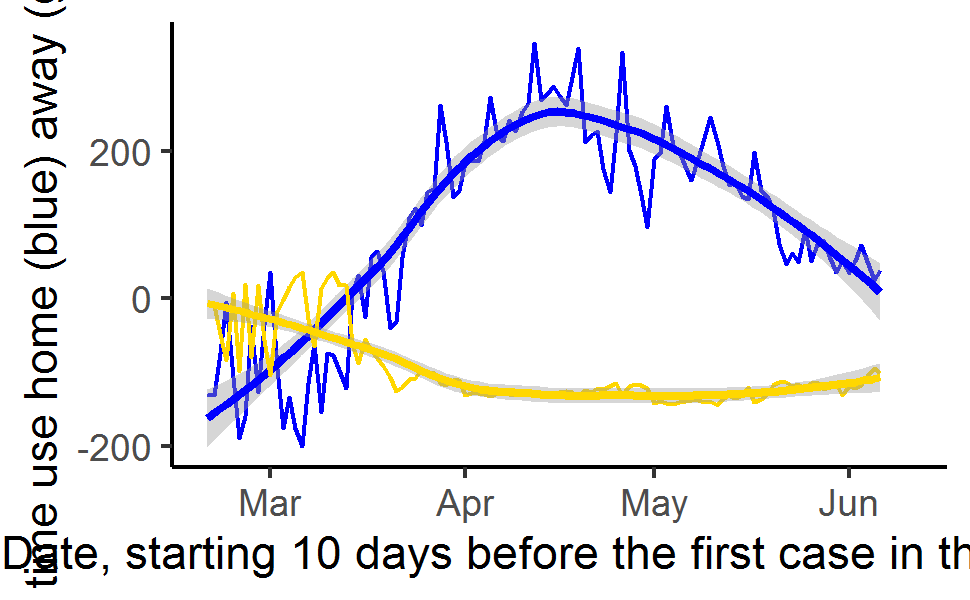 time use home (blue) away (
200
0
-200
Mar Apr May Jun
Date, starting 10 days before the first case in th